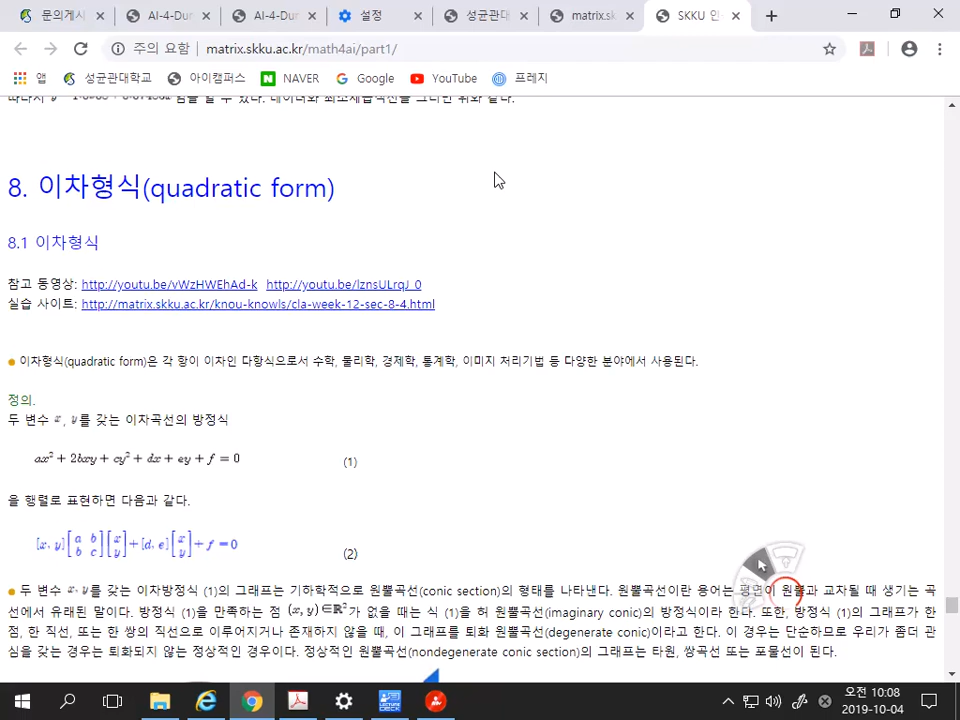 문의게시
AI-4-Dur
AI-4-Dur
설정
성균관대
matrix.sk
SKKU 인
주의 요함
matrix.skku.ac.kr/math4ai/part1/
앱 성균관대학교 아이캠퍼스 NAVER Google YouTube 프레지
8. 이차형식(quadratic form)
8.1 이차형식
참고 동영상: http://youtu.be/vWzHWEhAd-k http://youtu.be/lznsULrqJ_0
실습 사이트: http://matrix.skku.ac.kr/knou-knowls/cla-week-12-sec-8-4.html
● 이차형식(quadratic form)은 각 항이 이차인 다항식으로서 수학, 물리학, 경제학, 통계학, 이미지 처리기법 등 다양한 분야에서 사용된다.
정의.
두 변수 x, y를 갖는 이차곡선의 방정식
ax² + 2bxy + cy² + dx + ey + f = 0 (1)
을 행렬로 표현하면 다음과 같다.
[x, y][a b; b c][x; y] + [d, e][x; y] + f = 0 (2)
● 두 변수 x, y를 갖는 이차방정식 (1)의 그래프는 기하학적으로 원뿔곡선(conic section)의 형태를 나타낸다. 원뿔곡선이란 용어는 평면이 원뿔과 교차될 때 생기는 곡
선에서 유래된 말이다. 방정식 (1)을 만족하는 점 (x, y)∈ℝ²가 없을 때는 식 (1)을 허 원뿔곡선(imaginary conic)의 방정식이라 한다. 또한, 방정식 (1)의 그래프가 한
점, 한 직선, 또는 한 쌍의 직선으로 이루어지거나 존재하지 않을 때, 이 그래프를 퇴화 원뿔곡선(degenerate conic)이라고 한다. 이 경우는 단순하므로 우리가 좀더 관
심을 갖는 경우는 퇴화되지 않는 정상적인 경우이다. 정상적인 원뿔곡선(nondegenerate conic section)의 그래프는 타원, 쌍곡선 또는 포물선이 된다.
LECTURE
DECK
오전 10:08
2019-10-04